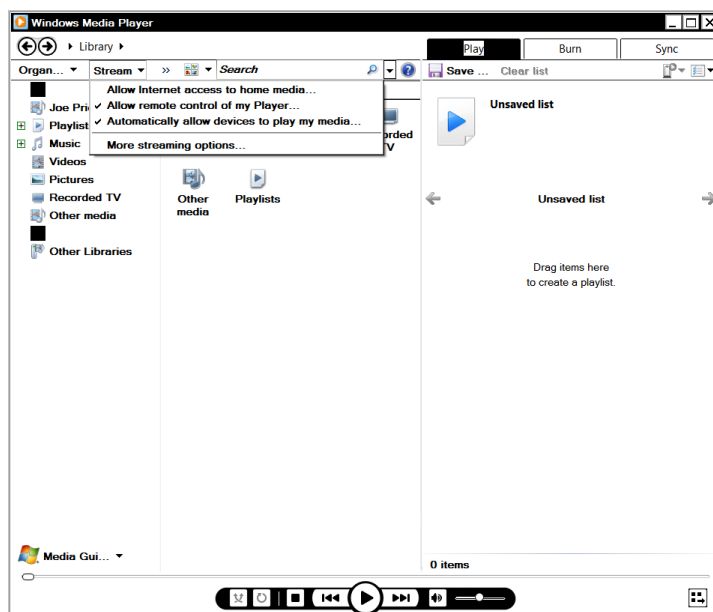 Windows Media Player
Library
Play Burn Sync
Organ... Stream » Search
Save ... Clear list
Allow Internet access to home media...
Allow remote control of my Player...
Automatically allow devices to play my media...
More streaming options...
Joe Pri
Playlist
Music
Videos
Pictures
Recorded TV
Other media
Other Libraries
orded
TV
Other
media
Playlists
Unsaved list
Unsaved list
Drag items here
to create a playlist.
Media Gui...
0 items